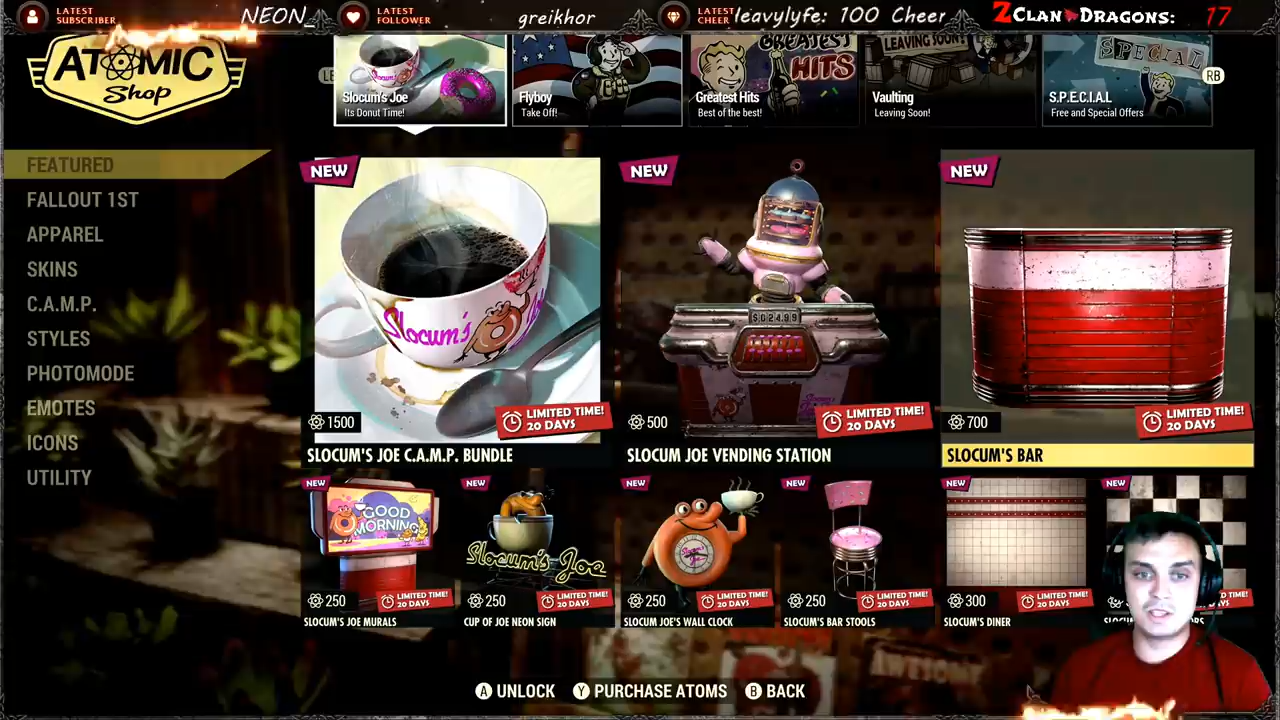 LATEST SUBSCRIBER
NEON_
LATEST FOLLOWER
greikhor
LATEST CHEER
leavylyfe: 100 Cheer
ZCLAN DRAGONS:
17
ATOMIC
Shop
Slocum's Joe
Its Donut Time!
Flyboy
Take Off!
GREATEST HITS
Greatest Hits
Best of the best!
LEAVING SOON!
Vaulting
Leaving Soon!
SPECIAL
S.P.E.C.I.A.L
Free and Special Offers
RB
FEATURED
FALLOUT 1ST
APPAREL
SKINS
C.A.M.P.
STYLES
PHOTOMODE
EMOTES
ICONS
UTILITY
NEW
Slocum's
1500
LIMITED TIME!
20 DAYS
SLOCUM'S JOE C.A.M.P. BUNDLE
NEW
$024.99
500
LIMITED TIME!
20 DAYS
SLOCUM JOE VENDING STATION
NEW
700
LIMITED TIME!
20 DAYS
SLOCUM'S BAR
NEW
GOOD MORNING
250
LIMITED TIME!
20 DAYS
SLOCUM'S JOE MURALS
NEW
Slocum's Joe
250
LIMITED TIME!
20 DAYS
CUP OF JOE NEON SIGN
NEW
250
LIMITED TIME!
20 DAYS
SLOCUM JOE'S WALL CLOCK
NEW
250
LIMITED TIME!
20 DAYS
SLOCUM'S BAR STOOLS
NEW
300
LIMITED TIME!
20 DAYS
SLOCUM'S DINER
NEW
A UNLOCK
Y PURCHASE ATOMS
B BACK